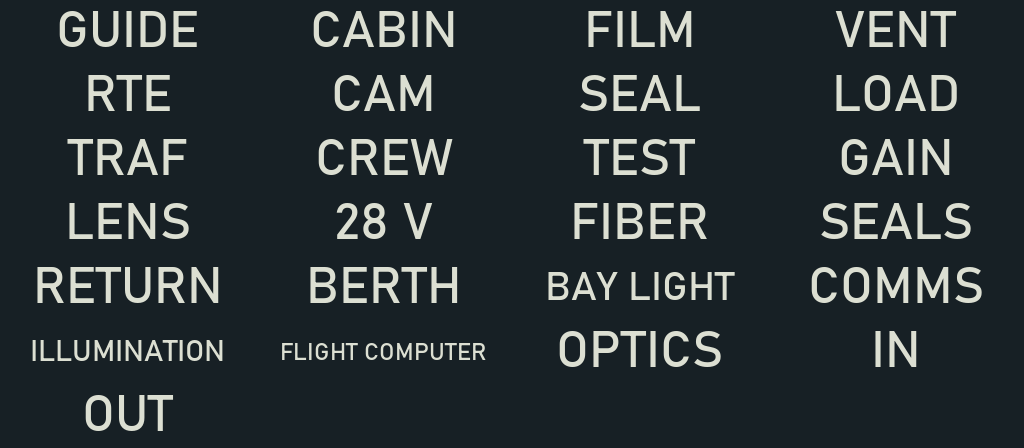 GUIDE CABIN FILM VENT
RTE CAM SEAL LOAD
TRAF CREW TEST GAIN
LENS 28 V FIBER SEALS
RETURN BERTH BAY LIGHT COMMS
ILLUMINATION FLIGHT COMPUTER OPTICS IN
OUT